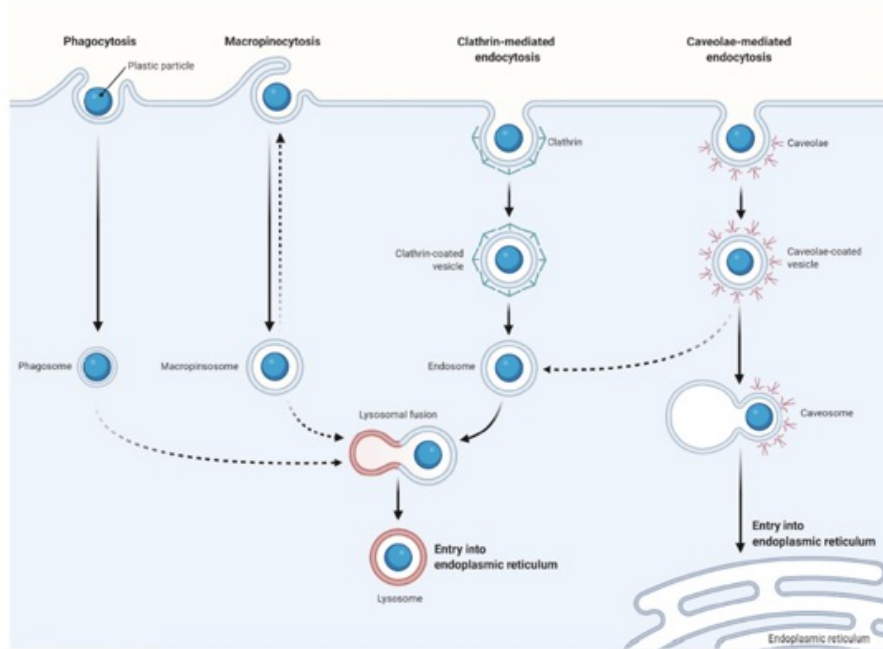 Phagocytosis
Macropinocytosis
Clathrin-mediated
endocytosis
Caveolae-mediated
endocytosis
Plastic particle
Clathrin
Caveolae
Clathrin-coated
vesicle
Caveolae-coated
vesicle
Phagosome
Macropinsosome
Endosome
Lysosomal fusion
Caveosome
Entry into
endoplasmic reticulum
Lysosome
Entry into
endoplasmic reticulum
Endoplasmic reticulum